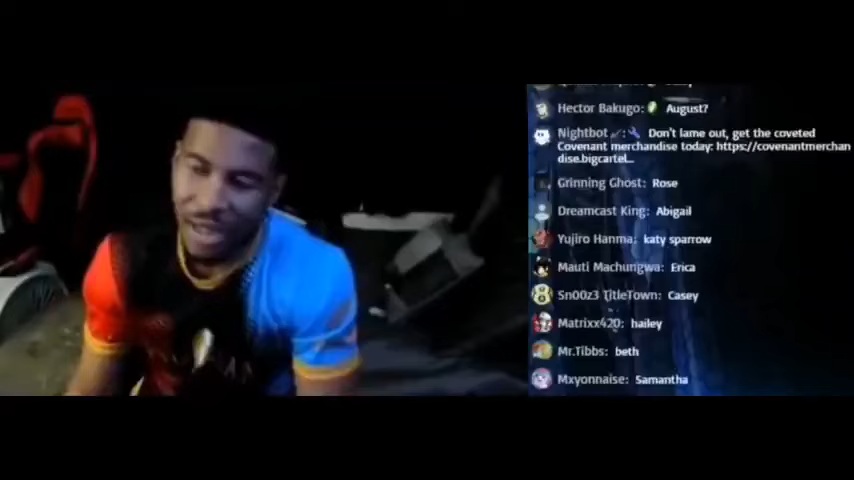 Hector Bakugo: August?
Nightbot: Don't lame out, get the coveted
Covenant merchandise today: https://covenantmerchan
dise.bigcartel...
Grinning Ghost: Rose
Dreamcast King: Abigail
Yujiro Hanma: katy sparrow
Mauti Machungwa: Erica
Sn00z3 TitleTown: Casey
Matrixx420: hailey
Mr.Tibbs: beth
Mxyonnaise: Samantha